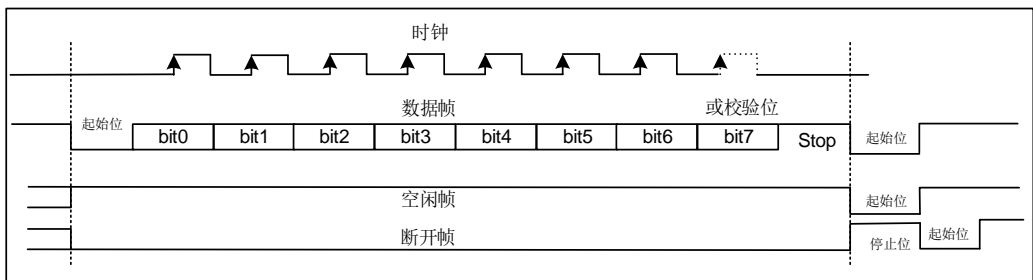 时钟
数据帧 或校验位
起始位 bit0 bit1 bit2 bit3 bit4 bit5 bit6 bit7 Stop 起始位
空闲帧 起始位
断开帧 停止位 起始位